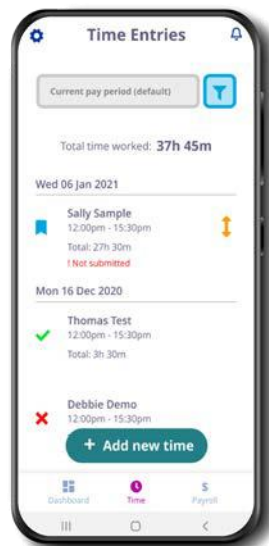 Time Entries
Current pay period (default)
Total time worked: 37h 45m
Wed 06 Jan 2021
Sally Sample
12:00pm - 15:30pm
Total: 27h 30m
! Not submitted
Mon 16 Dec 2020
Thomas Test
12:00pm - 15:30pm
Total: 3h 30m
Debbie Demo
12:00pm - 15:30pm
+ Add new time
Dashboard Time Payroll